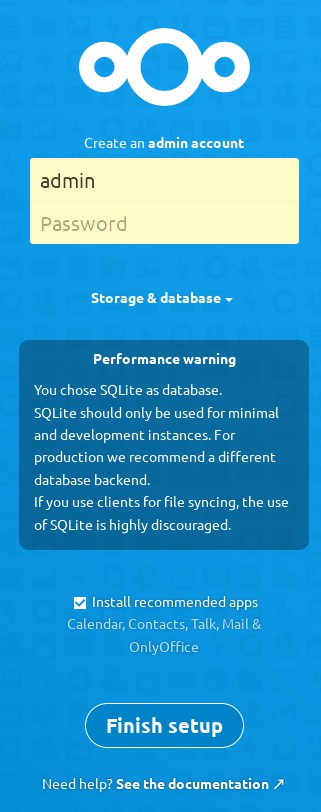 Create an admin account
admin
Password
Storage & database
Performance warning
You chose SQLite as database.
SQLite should only be used for minimal
and development instances. For
production we recommend a different
database backend.
If you use clients for file syncing, the use
of SQLite is highly discouraged.
Install recommended apps
Calendar, Contacts, Talk, Mail &
OnlyOffice
Finish setup
Need help? See the documentation ↗